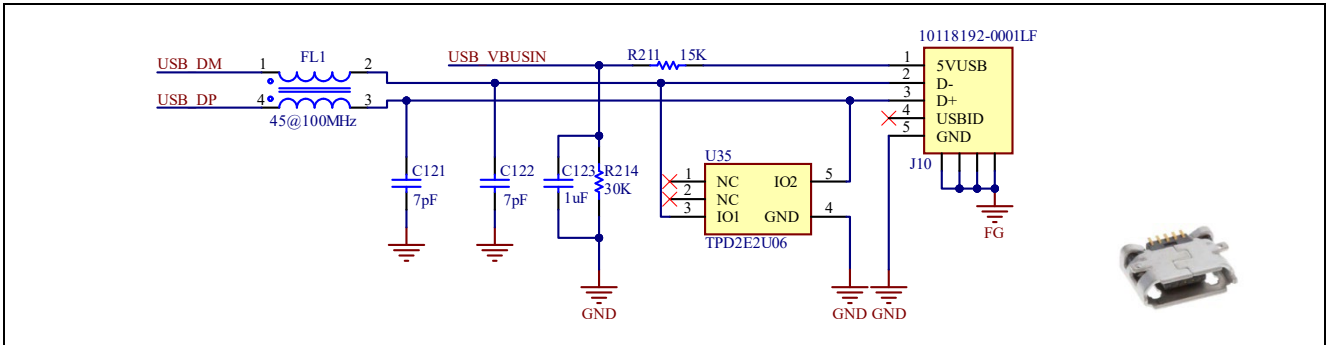 10118192-0001LF
USB_DM 1 FL1 2 USB_VBUSIN R211 15K 1 5VUSB
2 D-
USB_DP 4 3 3 D+
45@100MHz 4 USBID
5 GND
J10
U35
C121 C122 C123 R214 1 NC IO2 5
7pF 7pF 1uF 30K 2 NC
3 IO1 GND 4
TPD2E2U06
FG
GND GND GND